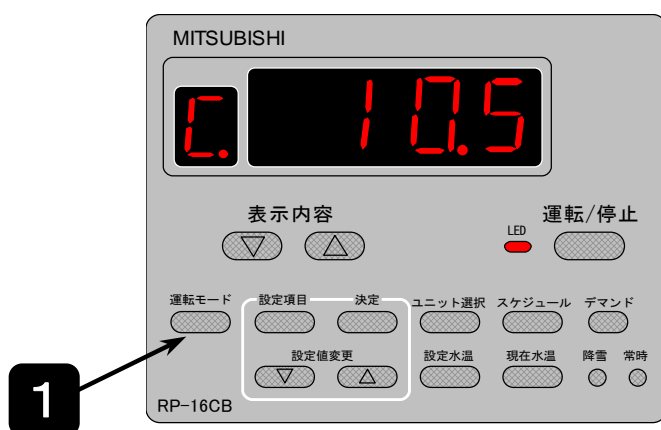 MITSUBISHI
C. 10.5
表示内容
運転/停止
LED
▽ △
運転モード 設定項目 決定 ユニット選択 スケジュール デマンド
設定値変更 設定水温 現在水温 降雪 常時
▽ △
1
RP-16CB